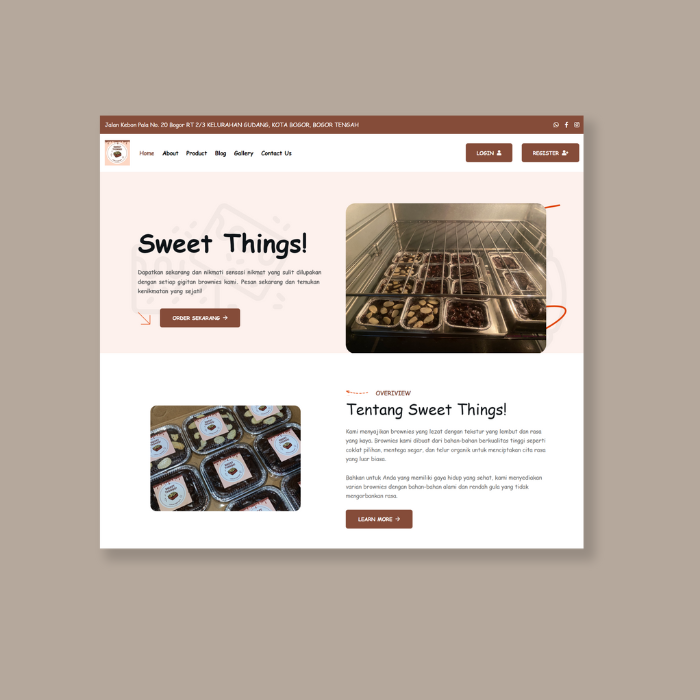 Jalan Kebon Pala No. 20 Bogor RT 2/3 KELURAHAN GUDANG, KOTA BOGOR, BOGOR TENGAH
Home About Product Blog Gallery Contact Us
LOGIN
REGISTER
Sweet Things!
Dapatkan sekarang dan nikmati sensasi nikmat yang sulit dilupakan
dengan setiap gigitan brownies kami. Pesan sekarang dan temukan
kenikmatan yang sejati!
ORDER SEKARANG
OVERIVIEW
Tentang Sweet Things!
Kami menyajikan brownies yang lezat dengan tekstur yang lembut dan rasa
yang kaya. Brownies kami dibuat dari bahan-bahan berkualitas tinggi seperti
coklat pilihan, mentega segar, dan telur organik untuk menciptakan cita rasa
yang luar biasa.
Bahkan untuk Anda yang memiliki gaya hidup yang sehat, kami menyediakan
varian brownies dengan bahan-bahan alami dan rendah gula yang tidak
mengorbankan rasa.
LEARN MORE